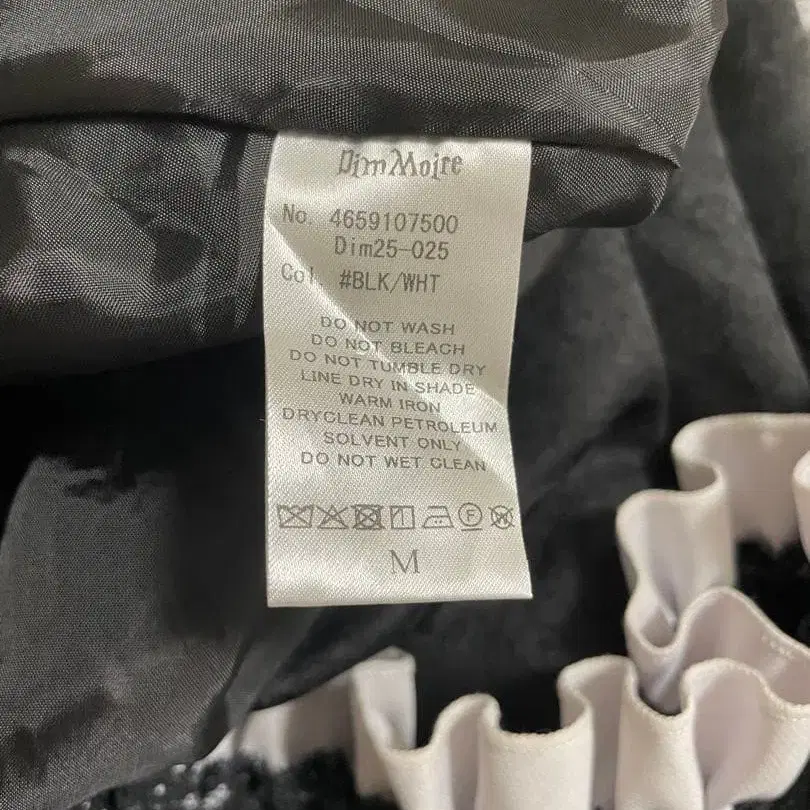 DimMoire
No. 4659107500
Dim25-025
Col. #BLK/WHT
DO NOT WASH
DO NOT BLEACH
DO NOT TUMBLE DRY
LINE DRY IN SHADE
WARM IRON
DRYCLEAN PETROLEUM
SOLVENT ONLY
DO NOT WET CLEAN
F W
M